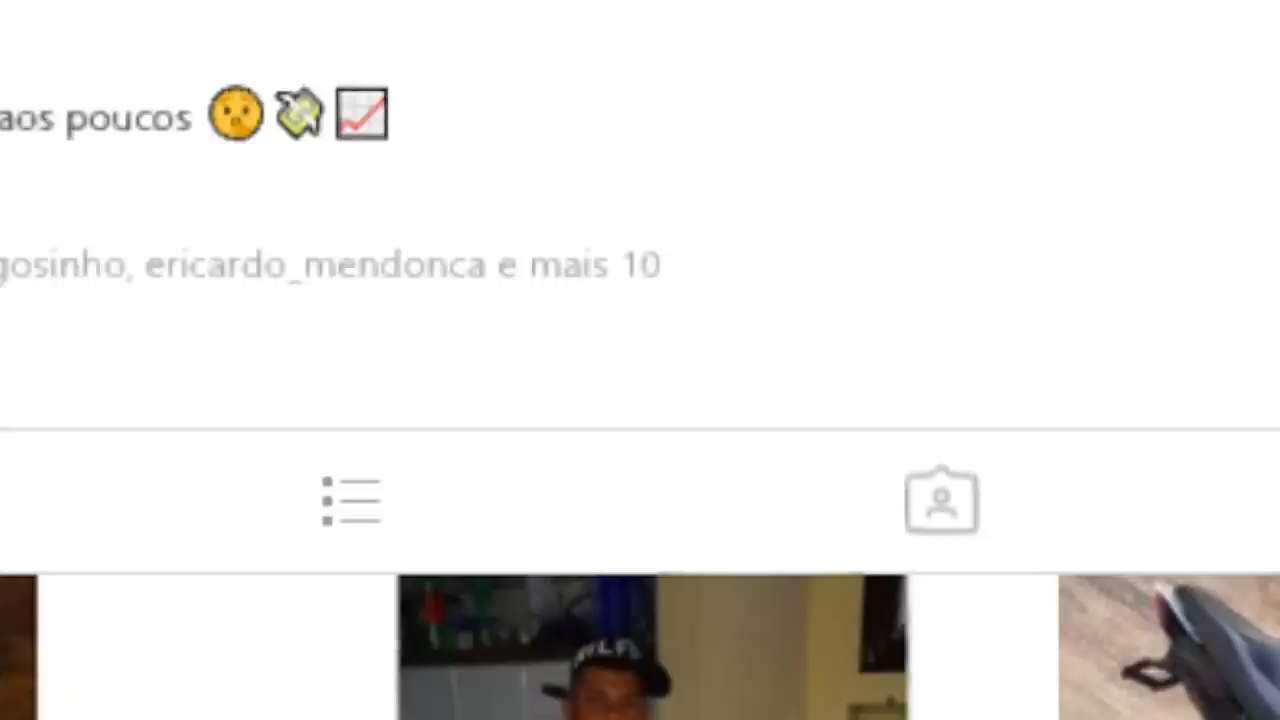 aos poucos 🤫💸📈
gosinho, ericardo_mendonca e mais 10